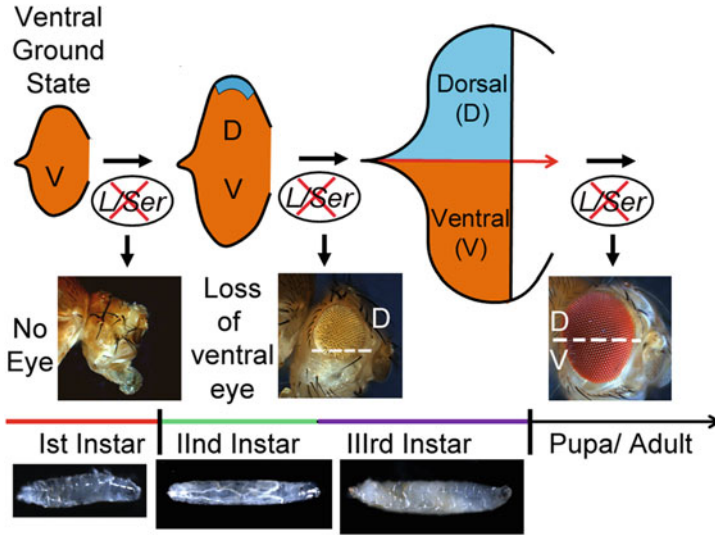 Ventral
Ground
State
V
L/Ser
D
V
L/Ser
Dorsal
(D)
Ventral
(V)
L/Ser
No
Eye
Loss
of
ventral
eye
D
D
V
Ist Instar
IInd Instar
IIIrd Instar
Pupa/ Adult